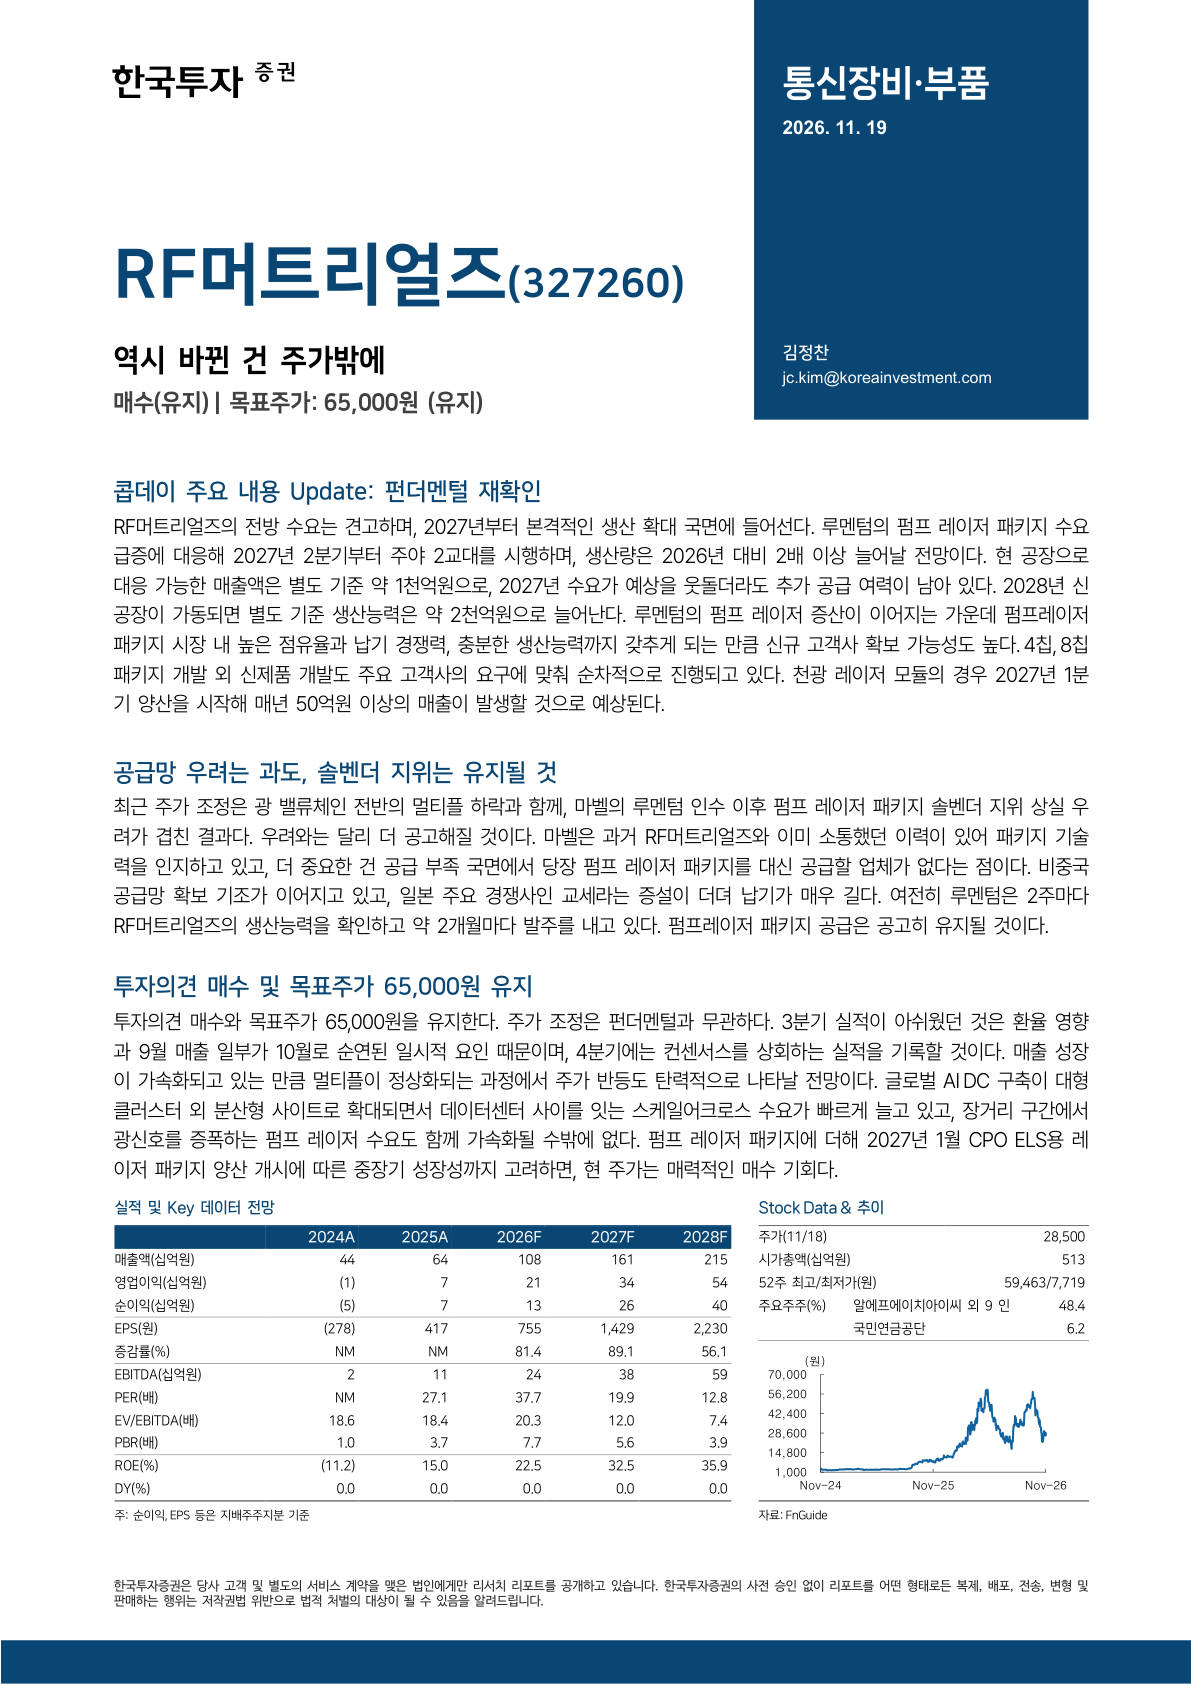 한국투자 증권
통신장비·부품
2026. 11. 19
RF머트리얼즈(327260)
역시 바뀐 건 주가밖에
매수(유지) | 목표주가: 65,000원 (유지)
김정찬
jc.kim@koreainvestment.com
콥데이 주요 내용 Update: 펀더멘털 재확인
RF머트리얼즈의 전방 수요는 견고하며, 2027년부터 본격적인 생산 확대 국면에 들어선다. 루멘텀의 펌프 레이저 패키지 수요
급증에 대응해 2027년 2분기부터 주야 2교대를 시행하며, 생산량은 2026년 대비 2배 이상 늘어날 전망이다. 현 공장으로
대응 가능한 매출액은 별도 기준 약 1천억원으로, 2027년 수요가 예상을 웃돌더라도 추가 공급 여력이 남아 있다. 2028년 신
공장이 가동되면 별도 기준 생산능력은 약 2천억원으로 늘어난다. 루멘텀의 펌프 레이저 증산이 이어지는 가운데 펌프레이저
패키지 시장 내 높은 점유율과 납기 경쟁력, 충분한 생산능력까지 갖추게 되는 만큼 신규 고객사 확보 가능성도 높다. 4칩, 8칩
패키지 개발 외 신제품 개발도 주요 고객사의 요구에 맞춰 순차적으로 진행되고 있다. 천광 레이저 모듈의 경우 2027년 1분
기 양산을 시작해 매년 50억원 이상의 매출이 발생할 것으로 예상된다.
공급망 우려는 과도, 솔벤더 지위는 유지될 것
최근 주가 조정은 광 밸류체인 전반의 멀티플 하락과 함께, 마벨의 루멘텀 인수 이후 펌프 레이저 패키지 솔벤더 지위 상실 우
려가 겹친 결과다. 우려와는 달리 더 공고해질 것이다. 마벨은 과거 RF머트리얼즈와 이미 소통했던 이력이 있어 패키지 기술
력을 인지하고 있고, 더 중요한 건 공급 부족 국면에서 당장 펌프 레이저 패키지를 대신 공급할 업체가 없다는 점이다. 비중국
공급망 확보 기조가 이어지고 있고, 일본 주요 경쟁사인 교세라는 증설이 더뎌 납기가 매우 길다. 여전히 루멘텀은 2주마다
RF머트리얼즈의 생산능력을 확인하고 약 2개월마다 발주를 내고 있다. 펌프레이저 패키지 공급은 공고히 유지될 것이다.
투자의견 매수 및 목표주가 65,000원 유지
투자의견 매수와 목표주가 65,000원을 유지한다. 주가 조정은 펀더멘털과 무관하다. 3분기 실적이 아쉬웠던 것은 환율 영향
과 9월 매출 일부가 10월로 순연된 일시적 요인 때문이며, 4분기에는 컨센서스를 상회하는 실적을 기록할 것이다. 매출 성장
이 가속화되고 있는 만큼 멀티플이 정상화되는 과정에서 주가 반등도 탄력적으로 나타날 전망이다. 글로벌 AI DC 구축이 대형
클러스터 외 분산형 사이트로 확대되면서 데이터센터 사이를 잇는 스케일어크로스 수요가 빠르게 늘고 있고, 장거리 구간에서
광신호를 증폭하는 펌프 레이저 수요도 함께 가속화될 수밖에 없다. 펌프 레이저 패키지에 더해 2027년 1월 CPO ELS용 레
이저 패키지 양산 개시에 따른 중장기 성장성까지 고려하면, 현 주가는 매력적인 매수 기회다.
실적 및 Key 데이터 전망
2024A 2025A 2026F 2027F 2028F
매출액(십억원) 44 64 108 161 215
영업이익(십억원) (1) 7 21 34 54
순이익(십억원) (5) 7 13 26 40
EPS(원) (278) 417 755 1,429 2,230
증감률(%) NM NM 81.4 89.1 56.1
EBITDA(십억원) 2 11 24 38 59
PER(배) NM 27.1 37.7 19.9 12.8
EV/EBITDA(배) 18.6 18.4 20.3 12.0 7.4
PBR(배) 1.0 3.7 7.7 5.6 3.9
ROE(%) (11.2) 15.0 22.5 32.5 35.9
DY(%) 0.0 0.0 0.0 0.0 0.0
주: 순이익, EPS 등은 지배주주지분 기준
Stock Data & 추이
주가(11/18) 28,500
시가총액(십억원) 513
52주 최고/최저가(원) 59,463/7,719
주요주주(%) 알에프에이치아이씨 외 9 인 48.4
국민연금공단 6.2
(원)
70,000
56,200
42,400
28,600
14,800
1,000
Nov-24 Nov-25 Nov-26
자료: FnGuide
한국투자증권은 당사 고객 및 별도의 서비스 계약을 맺은 법인에게만 리서치 리포트를 공개하고 있습니다. 한국투자증권의 사전 승인 없이 리포트를 어떤 형태로든 복제, 배포, 전송, 변형 및
판매하는 행위는 저작권법 위반으로 법적 처벌의 대상이 될 수 있음을 알려드립니다.